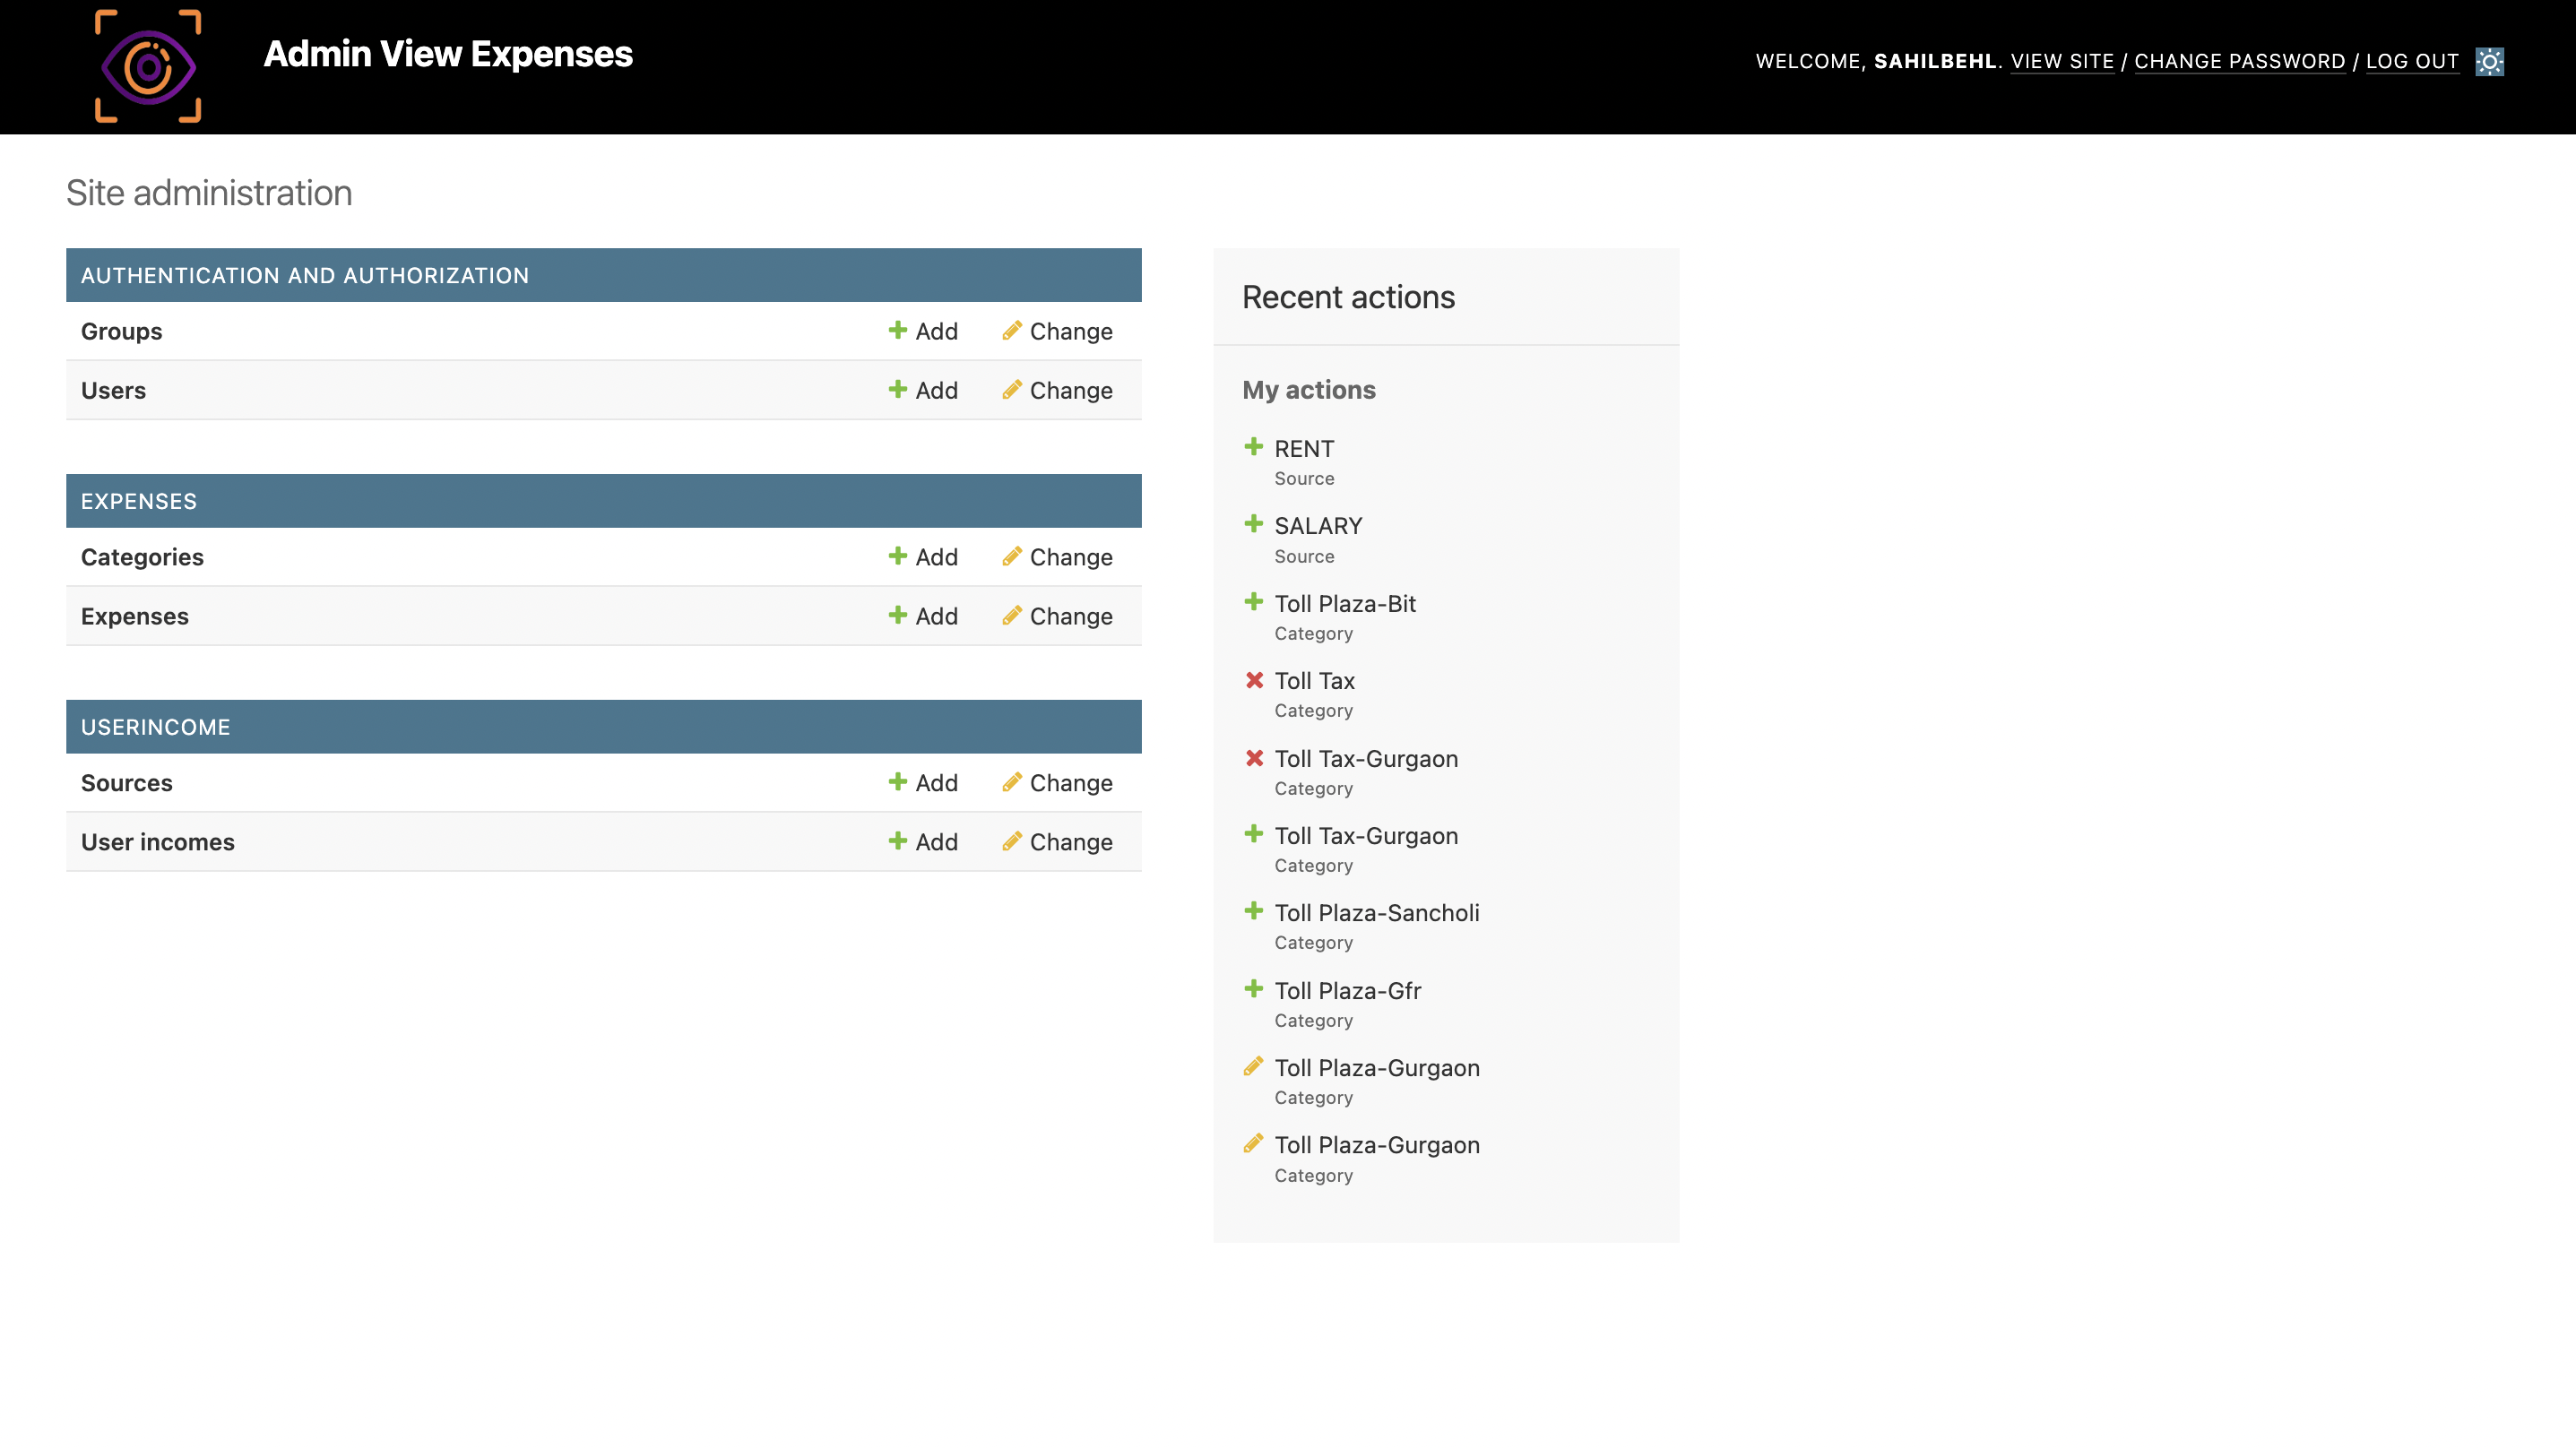 Admin View Expenses
WELCOME, SAHILBEHL. VIEW SITE / CHANGE PASSWORD / LOG OUT
Site administration
AUTHENTICATION AND AUTHORIZATION
Groups Add Change
Users Add Change
EXPENSES
Categories Add Change
Expenses Add Change
USERINCOME
Sources Add Change
User incomes Add Change
Recent actions
My actions
RENT
Source
SALARY
Source
Toll Plaza-Bit
Category
Toll Tax
Category
Toll Tax-Gurgaon
Category
Toll Tax-Gurgaon
Category
Toll Plaza-Sancholi
Category
Toll Plaza-Gfr
Category
Toll Plaza-Gurgaon
Category
Toll Plaza-Gurgaon
Category